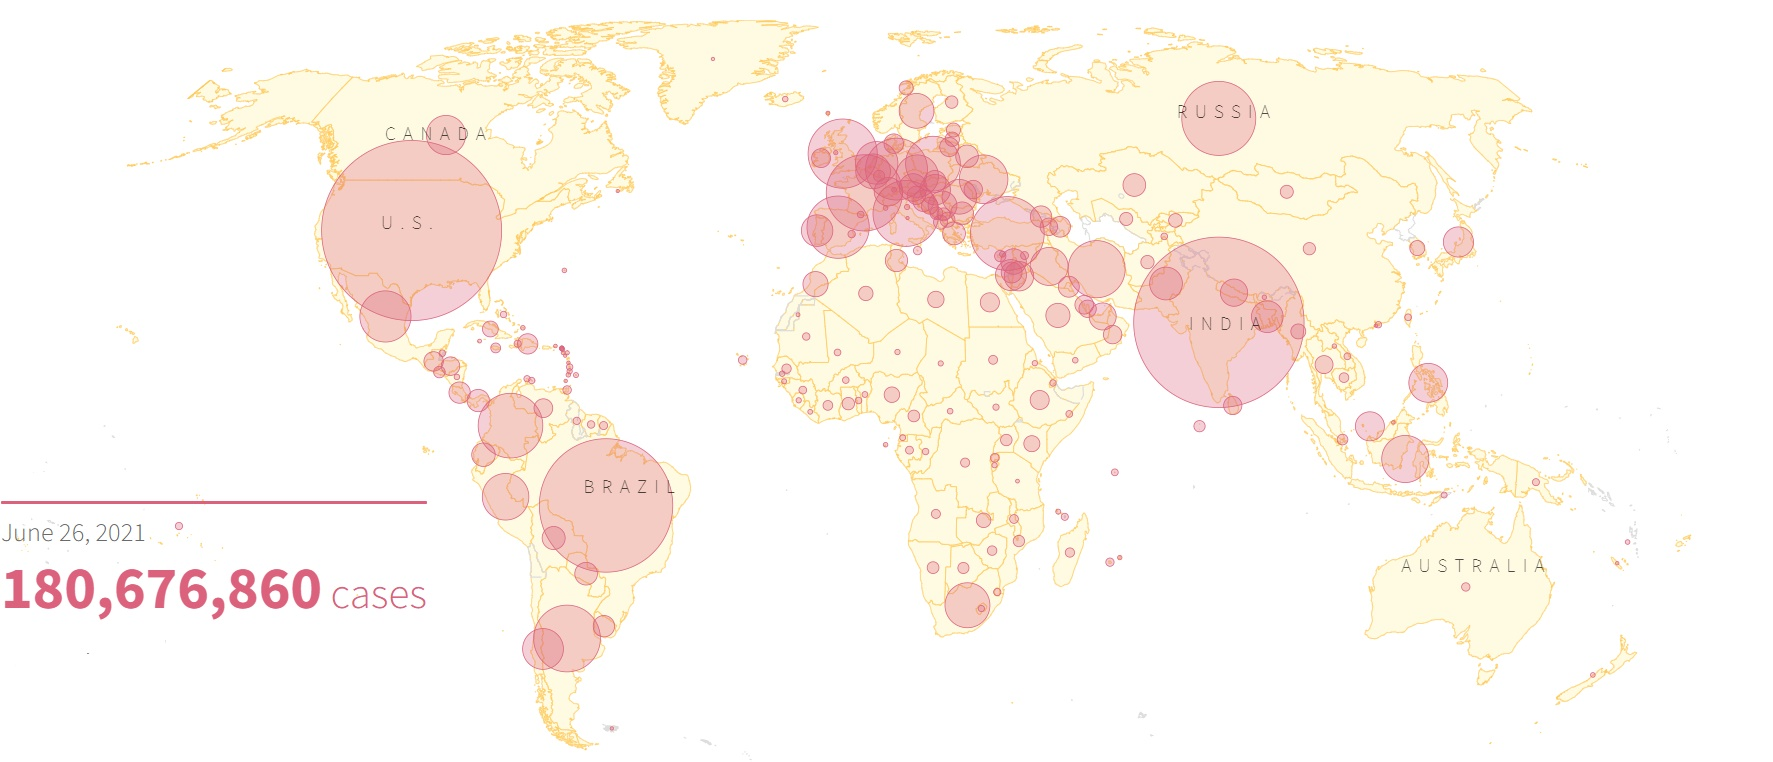 CANADA
RUSSIA
U.S.
INDIA
BRAZIL
AUSTRALIA
June 26, 2021
180,676,860 cases